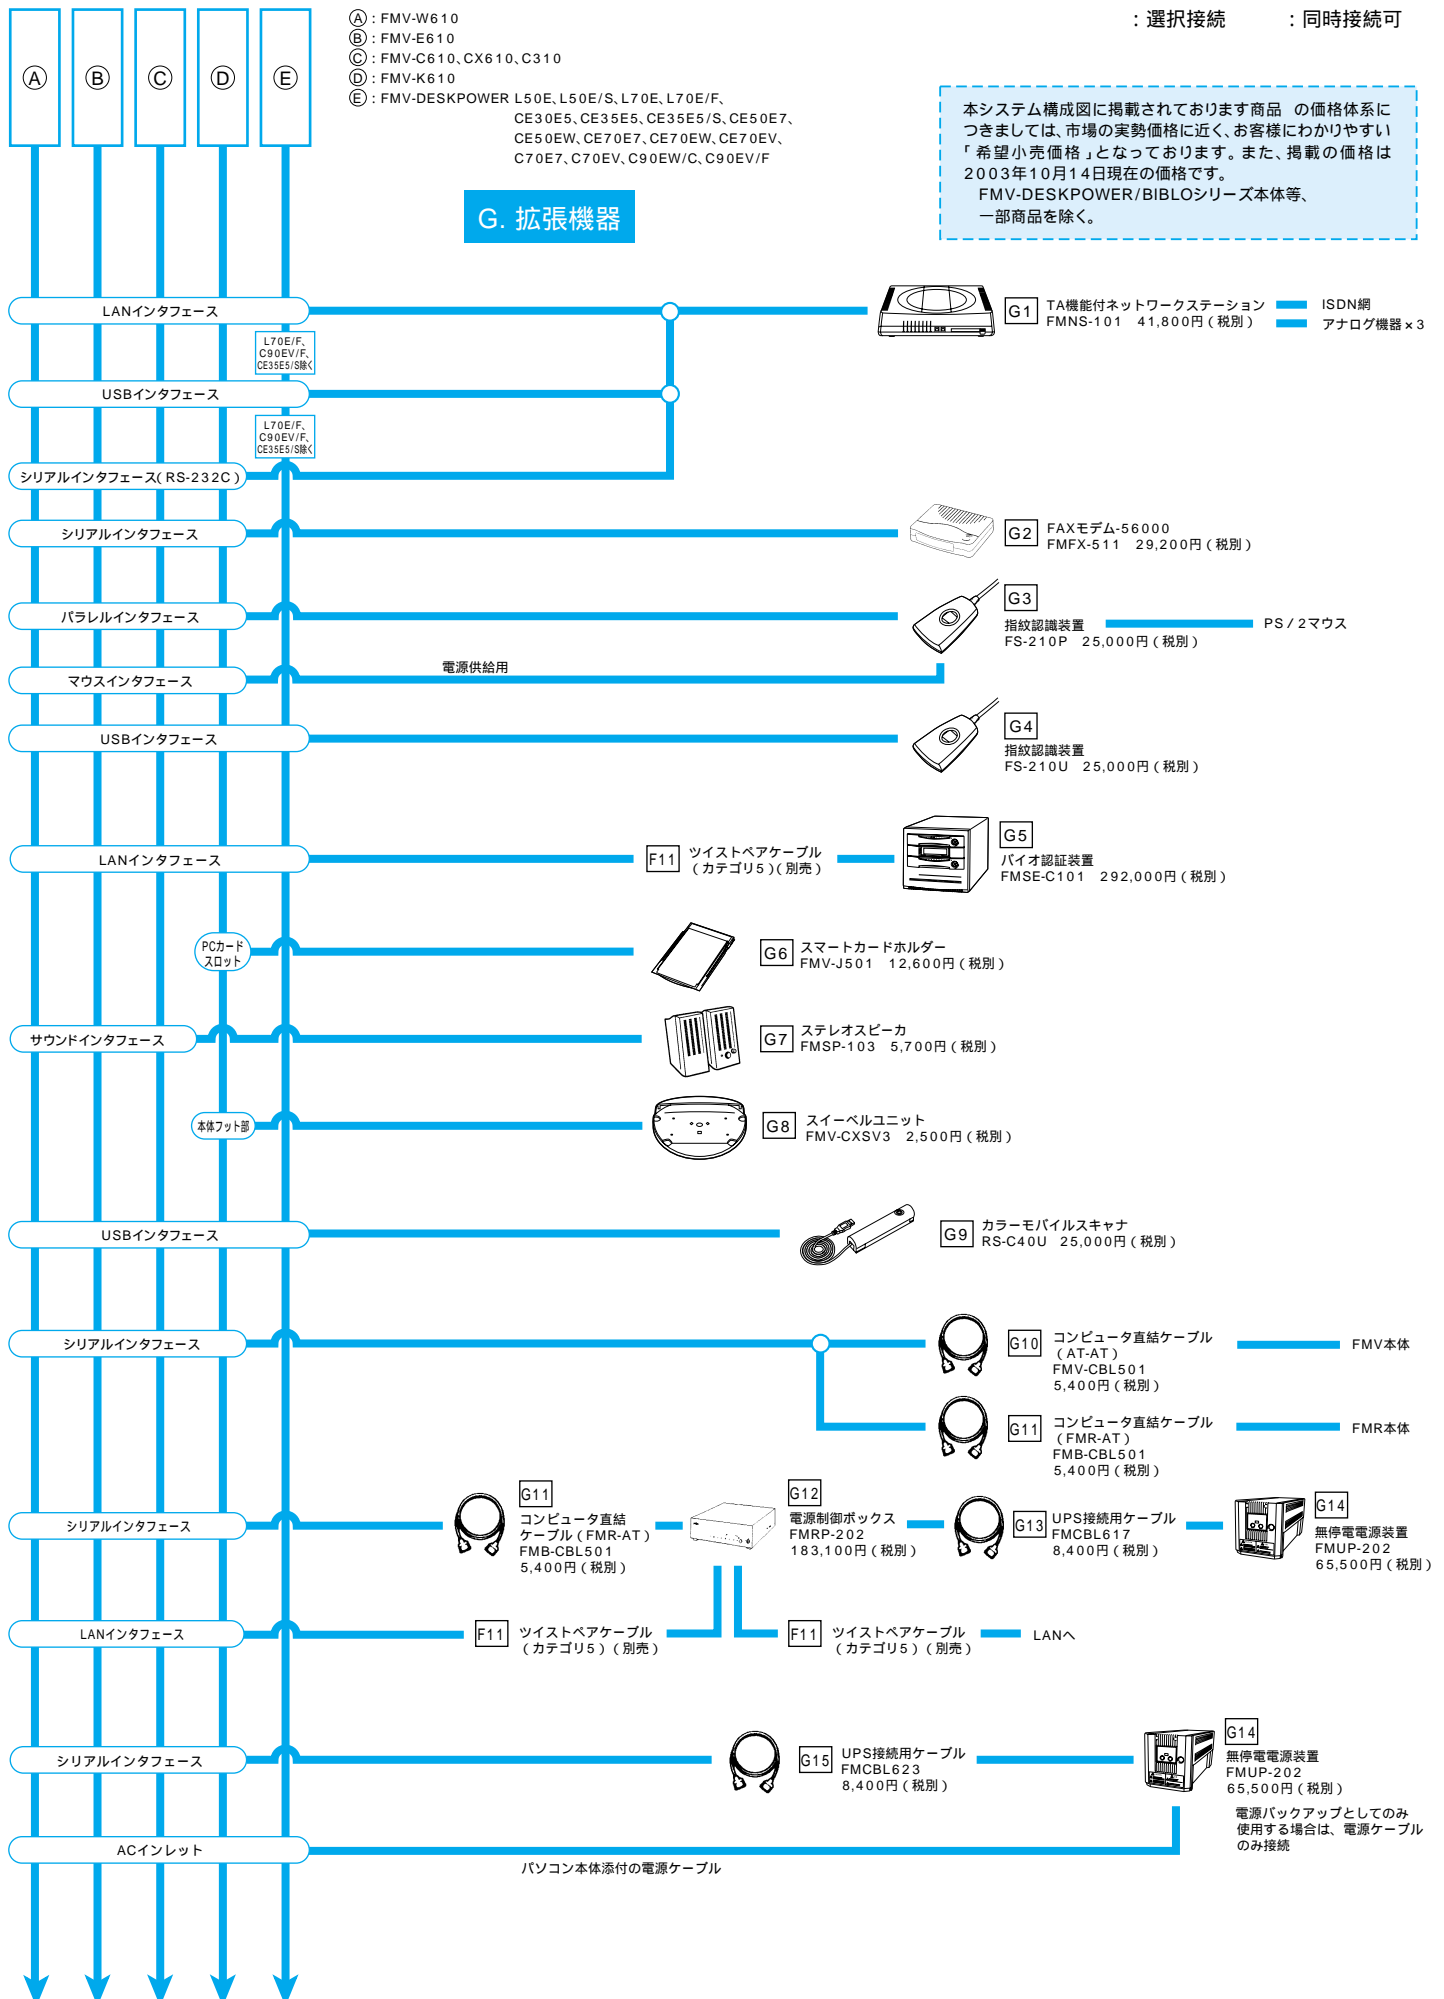 A
B
C
D
E
A：FMV-W610
B：FMV-E610
C：FMV-C610、CX610、C310
D：FMV-K610
E：FMV-DESKPOWER L50E、L50E/S、L70E、L70E/F、
CE30E5、CE35E5、CE35E5/S、CE50E7、
CE50EW、CE70E7、CE70EW、CE70EV、
C70E7、C70EV、C90EW/C、C90EV/F
：選択接続　：同時接続可
本システム構成図に掲載されております商品　の価格体系に
つきましては、市場の実勢価格に近く、お客様にわかりやすい
「希望小売価格」となっております。また、掲載の価格は
2003年10月14日現在の価格です。
FMV-DESKPOWER/BIBLOシリーズ本体等、
一部商品を除く。
G. 拡張機器
LANインタフェース
G1
TA機能付ネットワークステーション
FMNS-101　41,800円（税別）
ISDN網
アナログ機器×3
L70E/F、
C90EV/F、
CE35E5/S除く
USBインタフェース
L70E/F、
C90EV/F、
CE35E5/S除く
シリアルインタフェース（RS-232C）
シリアルインタフェース
G2
FAXモデム-56000
FMFX-511　29,200円（税別）
パラレルインタフェース
G3
指紋認識装置
FS-210P　25,000円（税別）
PS/2マウス
マウスインタフェース
電源供給用
USBインタフェース
G4
指紋認識装置
FS-210U　25,000円（税別）
LANインタフェース
F11
ツイストペアケーブル
（カテゴリ5）（別売）
G5
バイオ認証装置
FMSE-C101　292,000円（税別）
PCカード
スロット
G6
スマートカードホルダー
FMV-J501　12,600円（税別）
サウンドインタフェース
G7
ステレオスピーカ
FMSP-103　5,700円（税別）
本体フット部
G8
スイーベルユニット
FMV-CXSV3　2,500円（税別）
USBインタフェース
G9
カラーモバイルスキャナ
RS-C40U　25,000円（税別）
シリアルインタフェース
G10
コンピュータ直結ケーブル
（AT-AT）
FMV-CBL501
5,400円（税別）
FMV本体
G11
コンピュータ直結ケーブル
（FMR-AT）
FMB-CBL501
5,400円（税別）
FMR本体
シリアルインタフェース
G11
コンピュータ直結
ケーブル（FMR-AT）
FMB-CBL501
5,400円（税別）
G12
電源制御ボックス
FMRP-202
183,100円（税別）
G13
UPS接続用ケーブル
FMCBL617
8,400円（税別）
G14
無停電電源装置
FMUP-202
65,500円（税別）
LANインタフェース
F11
ツイストペアケーブル
（カテゴリ5）（別売）
F11
ツイストペアケーブル
（カテゴリ5）（別売）
LANへ
シリアルインタフェース
G15
UPS接続用ケーブル
FMCBL623
8,400円（税別）
G14
無停電電源装置
FMUP-202
65,500円（税別）
電源バックアップとしてのみ
使用する場合は、電源ケーブル
のみ接続
ACインレット
パソコン本体添付の電源ケーブル